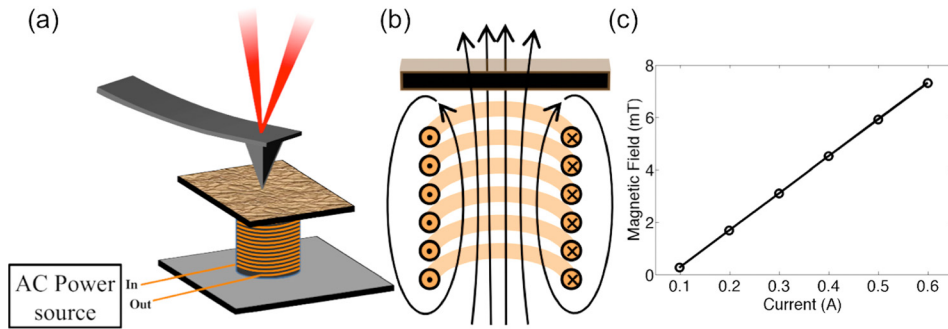 (a)
AC Power
source
In
Out
(b)
(c)
8
6
4
2
0
Magnetic Field (mT)
0.1 0.2 0.3 0.4 0.5 0.6
Current (A)